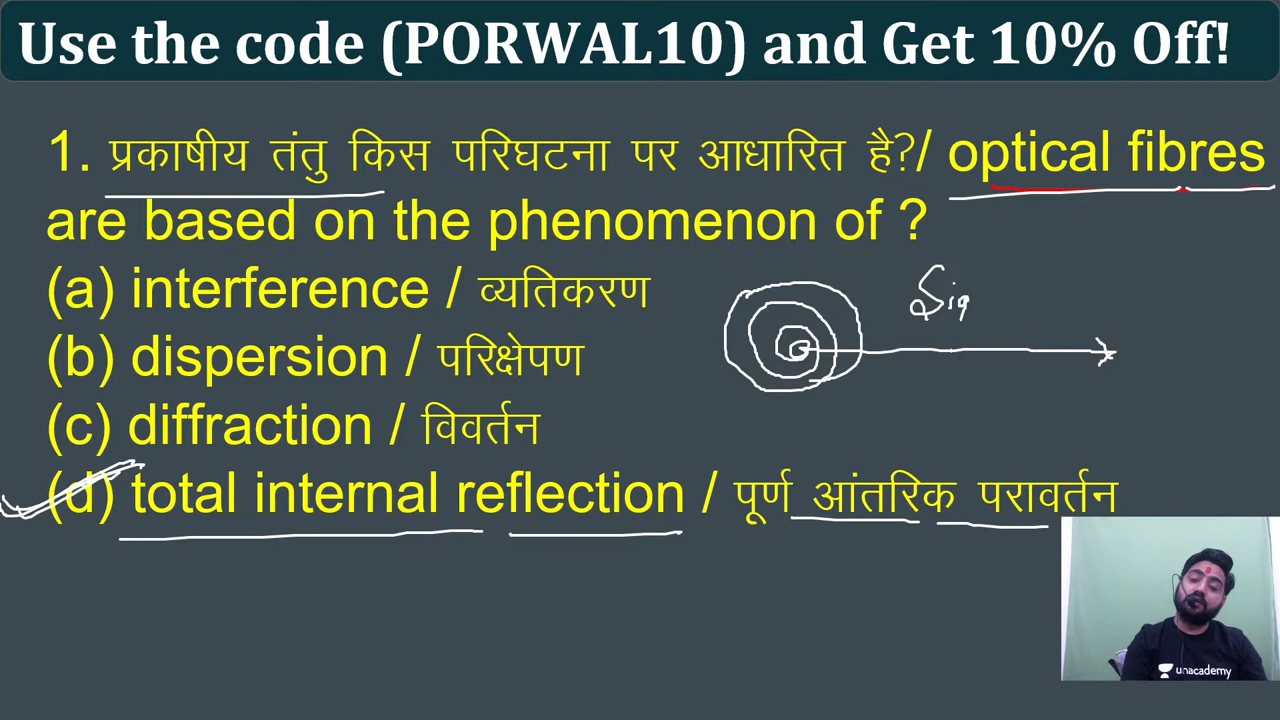 Use the code (PORWAL10) and Get 10% Off!
1. प्रकाषीय तंतु किस परिघटना पर आधारित है?/ optical fibres
are based on the phenomenon of ?
(a) interference / व्यतिकरण
Sig
(b) dispersion / परिक्षेपण
(c) diffraction / विवर्तन
(d) total internal reflection / पूर्ण आंतरिक परावर्तन
unacademy